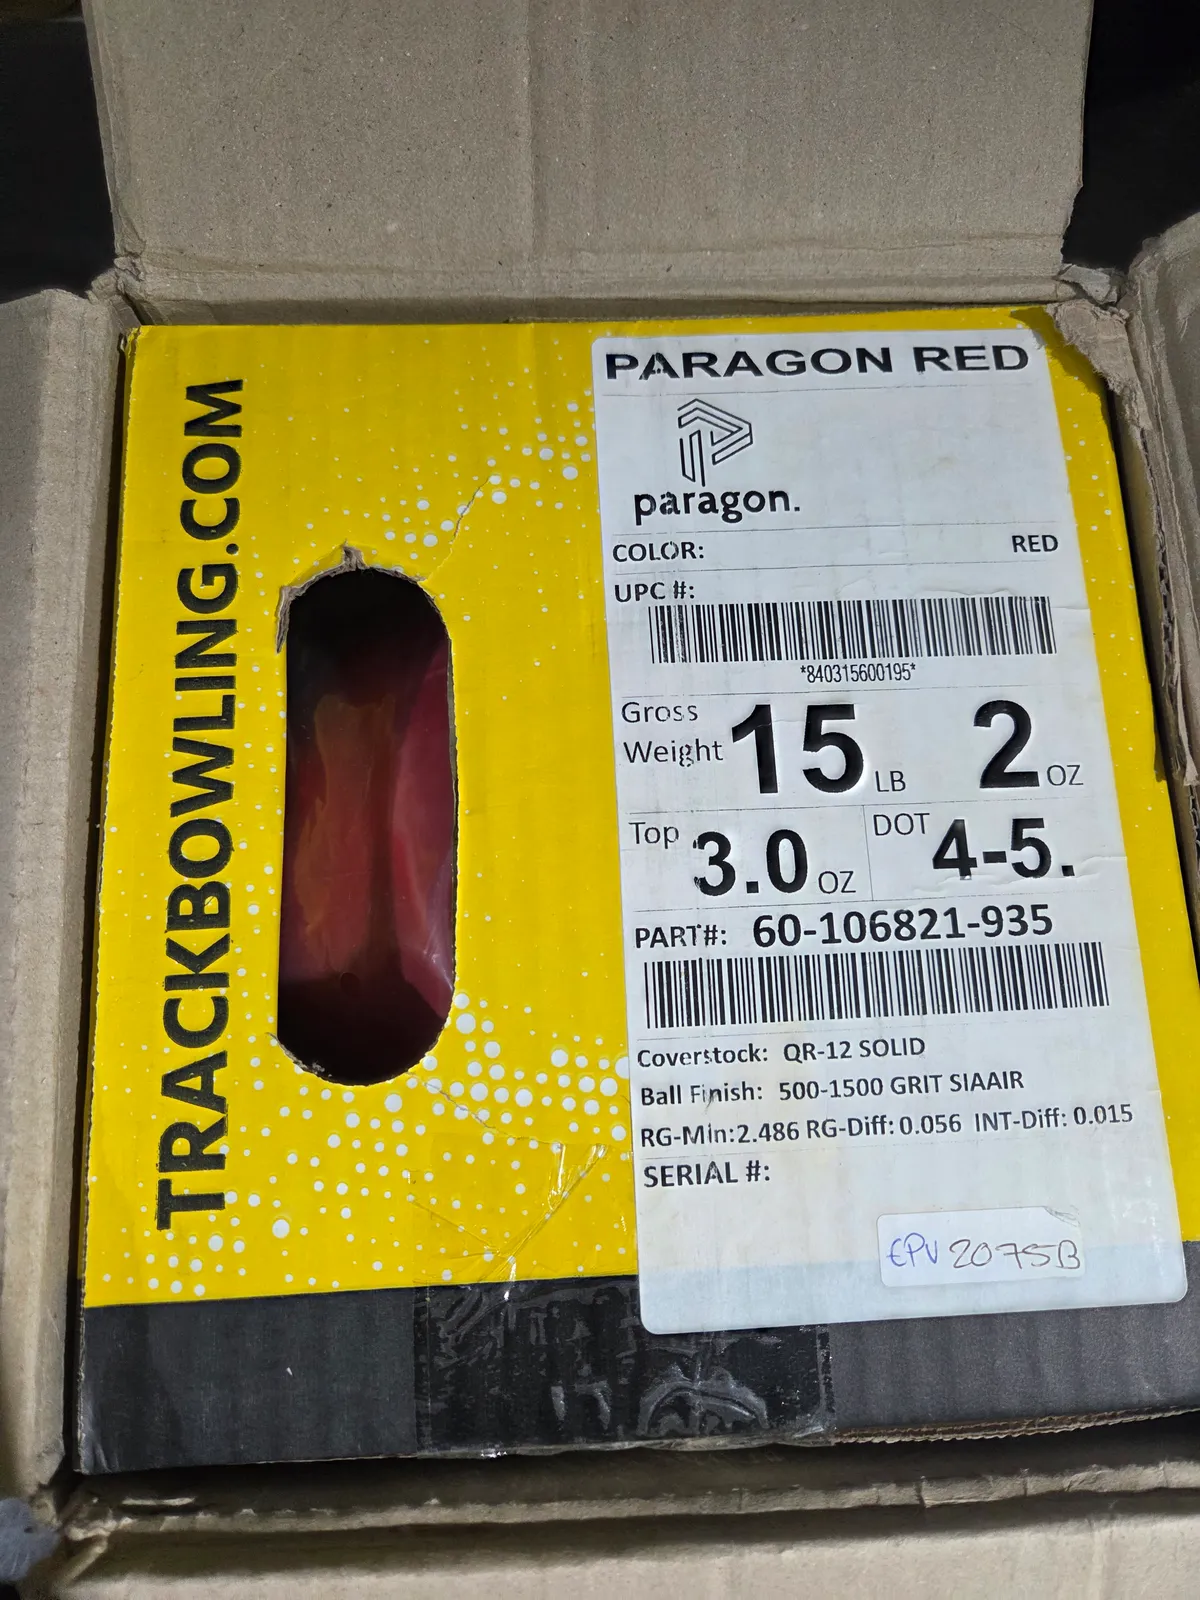 TRACKBOWLING.COM
PARAGON RED
paragon.
COLOR: RED
UPC #:
*840315600195*
Gross Weight 15 LB 2 OZ
Top 3.0 OZ DOT 4-5.
PART#: 60-106821-935
Coverstock: QR-12 SOLID
Ball Finish: 500-1500 GRIT SIAAIR
RG-Min:2.486 RG-Diff: 0.056 INT-Diff: 0.015
SERIAL #:
EPV 2075B